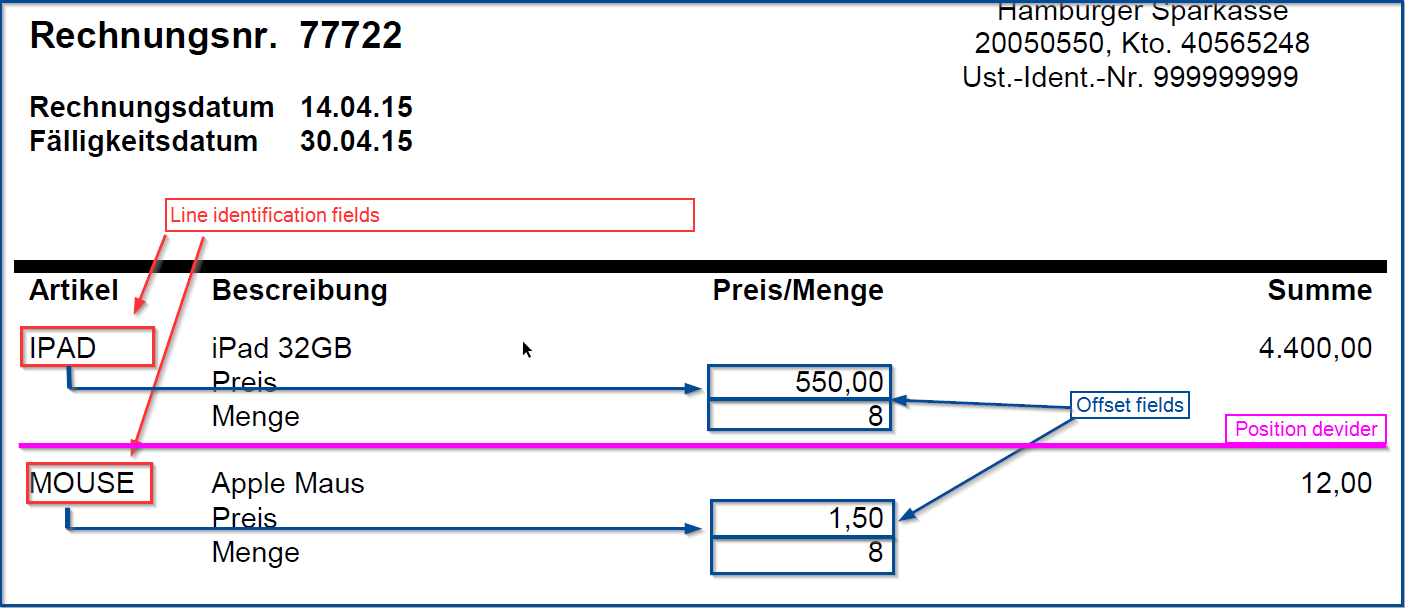 Hamburger Sparkasse
Rechnungsnr. 77722
20050550, Kto. 40565248
Ust.-Ident.-Nr. 999999999
Rechnungsdatum 14.04.15
Fälligkeitsdatum 30.04.15
Line identification fields
Artikel Bescreibung Preis/Menge Summe
IPAD iPad 32GB 4.400,00
Preis 550,00
Offset fields
Menge 8
Position devider
MOUSE Apple Maus 12,00
Preis 1,50
Menge 8